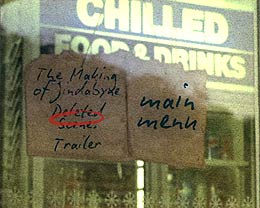 CHILLED
FOOD & DRINKS
The Making
of Jindabyne
Deleted
Scenes
Trailer
main
menu